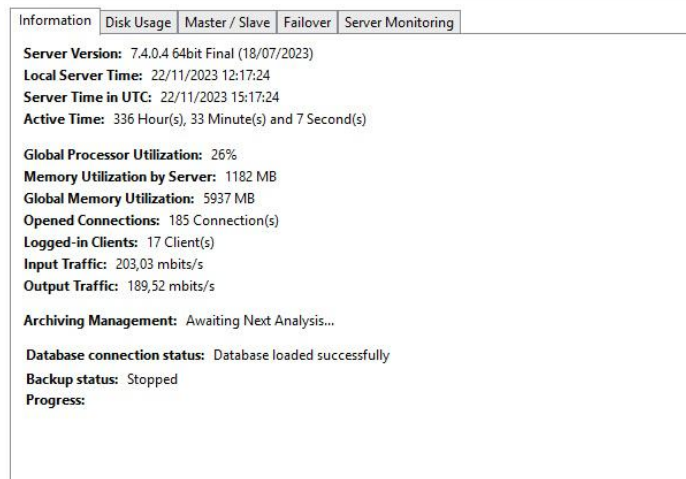 Information Disk Usage Master / Slave Failover Server Monitoring
Server Version: 7.4.0.4 64bit Final (18/07/2023)
Local Server Time: 22/11/2023 12:17:24
Server Time in UTC: 22/11/2023 15:17:24
Active Time: 336 Hour(s), 33 Minute(s) and 7 Second(s)
Global Processor Utilization: 26%
Memory Utilization by Server: 1182 MB
Global Memory Utilization: 5937 MB
Opened Connections: 185 Connection(s)
Logged-in Clients: 17 Client(s)
Input Traffic: 203,03 mbits/s
Output Traffic: 189,52 mbits/s
Archiving Management: Awaiting Next Analysis...
Database connection status: Database loaded successfully
Backup status: Stopped
Progress: